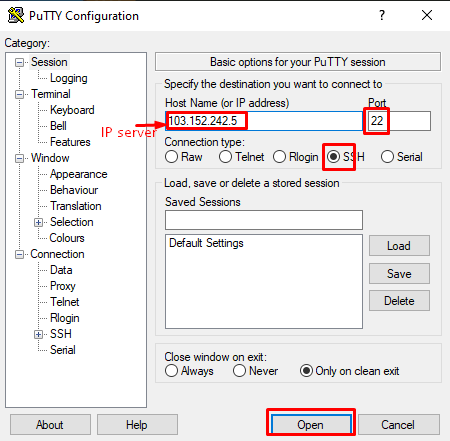 PuTTY Configuration
Category:
Session
Logging
Terminal
Keyboard
Bell
Features
Window
Appearance
Behaviour
Translation
Selection
Colours
Connection
Data
Proxy
Telnet
Rlogin
SSH
Serial
IP server
Basic options for your PuTTY session
Specify the destination you want to connect to
Host Name (or IP address) Port
103.152.242.5 22
Connection type:
Raw Telnet Rlogin SSH Serial
Load, save or delete a stored session
Saved Sessions
Default Settings
Load
Save
Delete
Close window on exit:
Always Never Only on clean exit
About Help Open Cancel